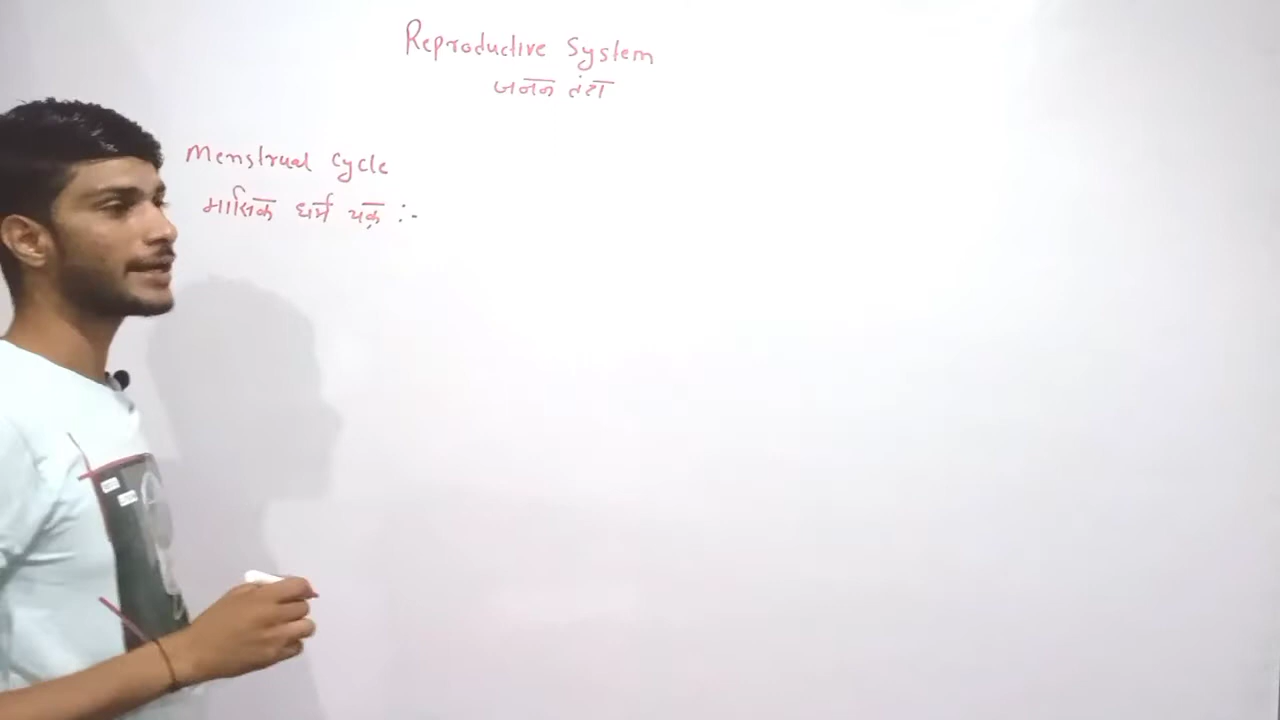 Reproductive System
जनन तंत्र
Menstrual Cycle
मासिक धर्म चक्र :-